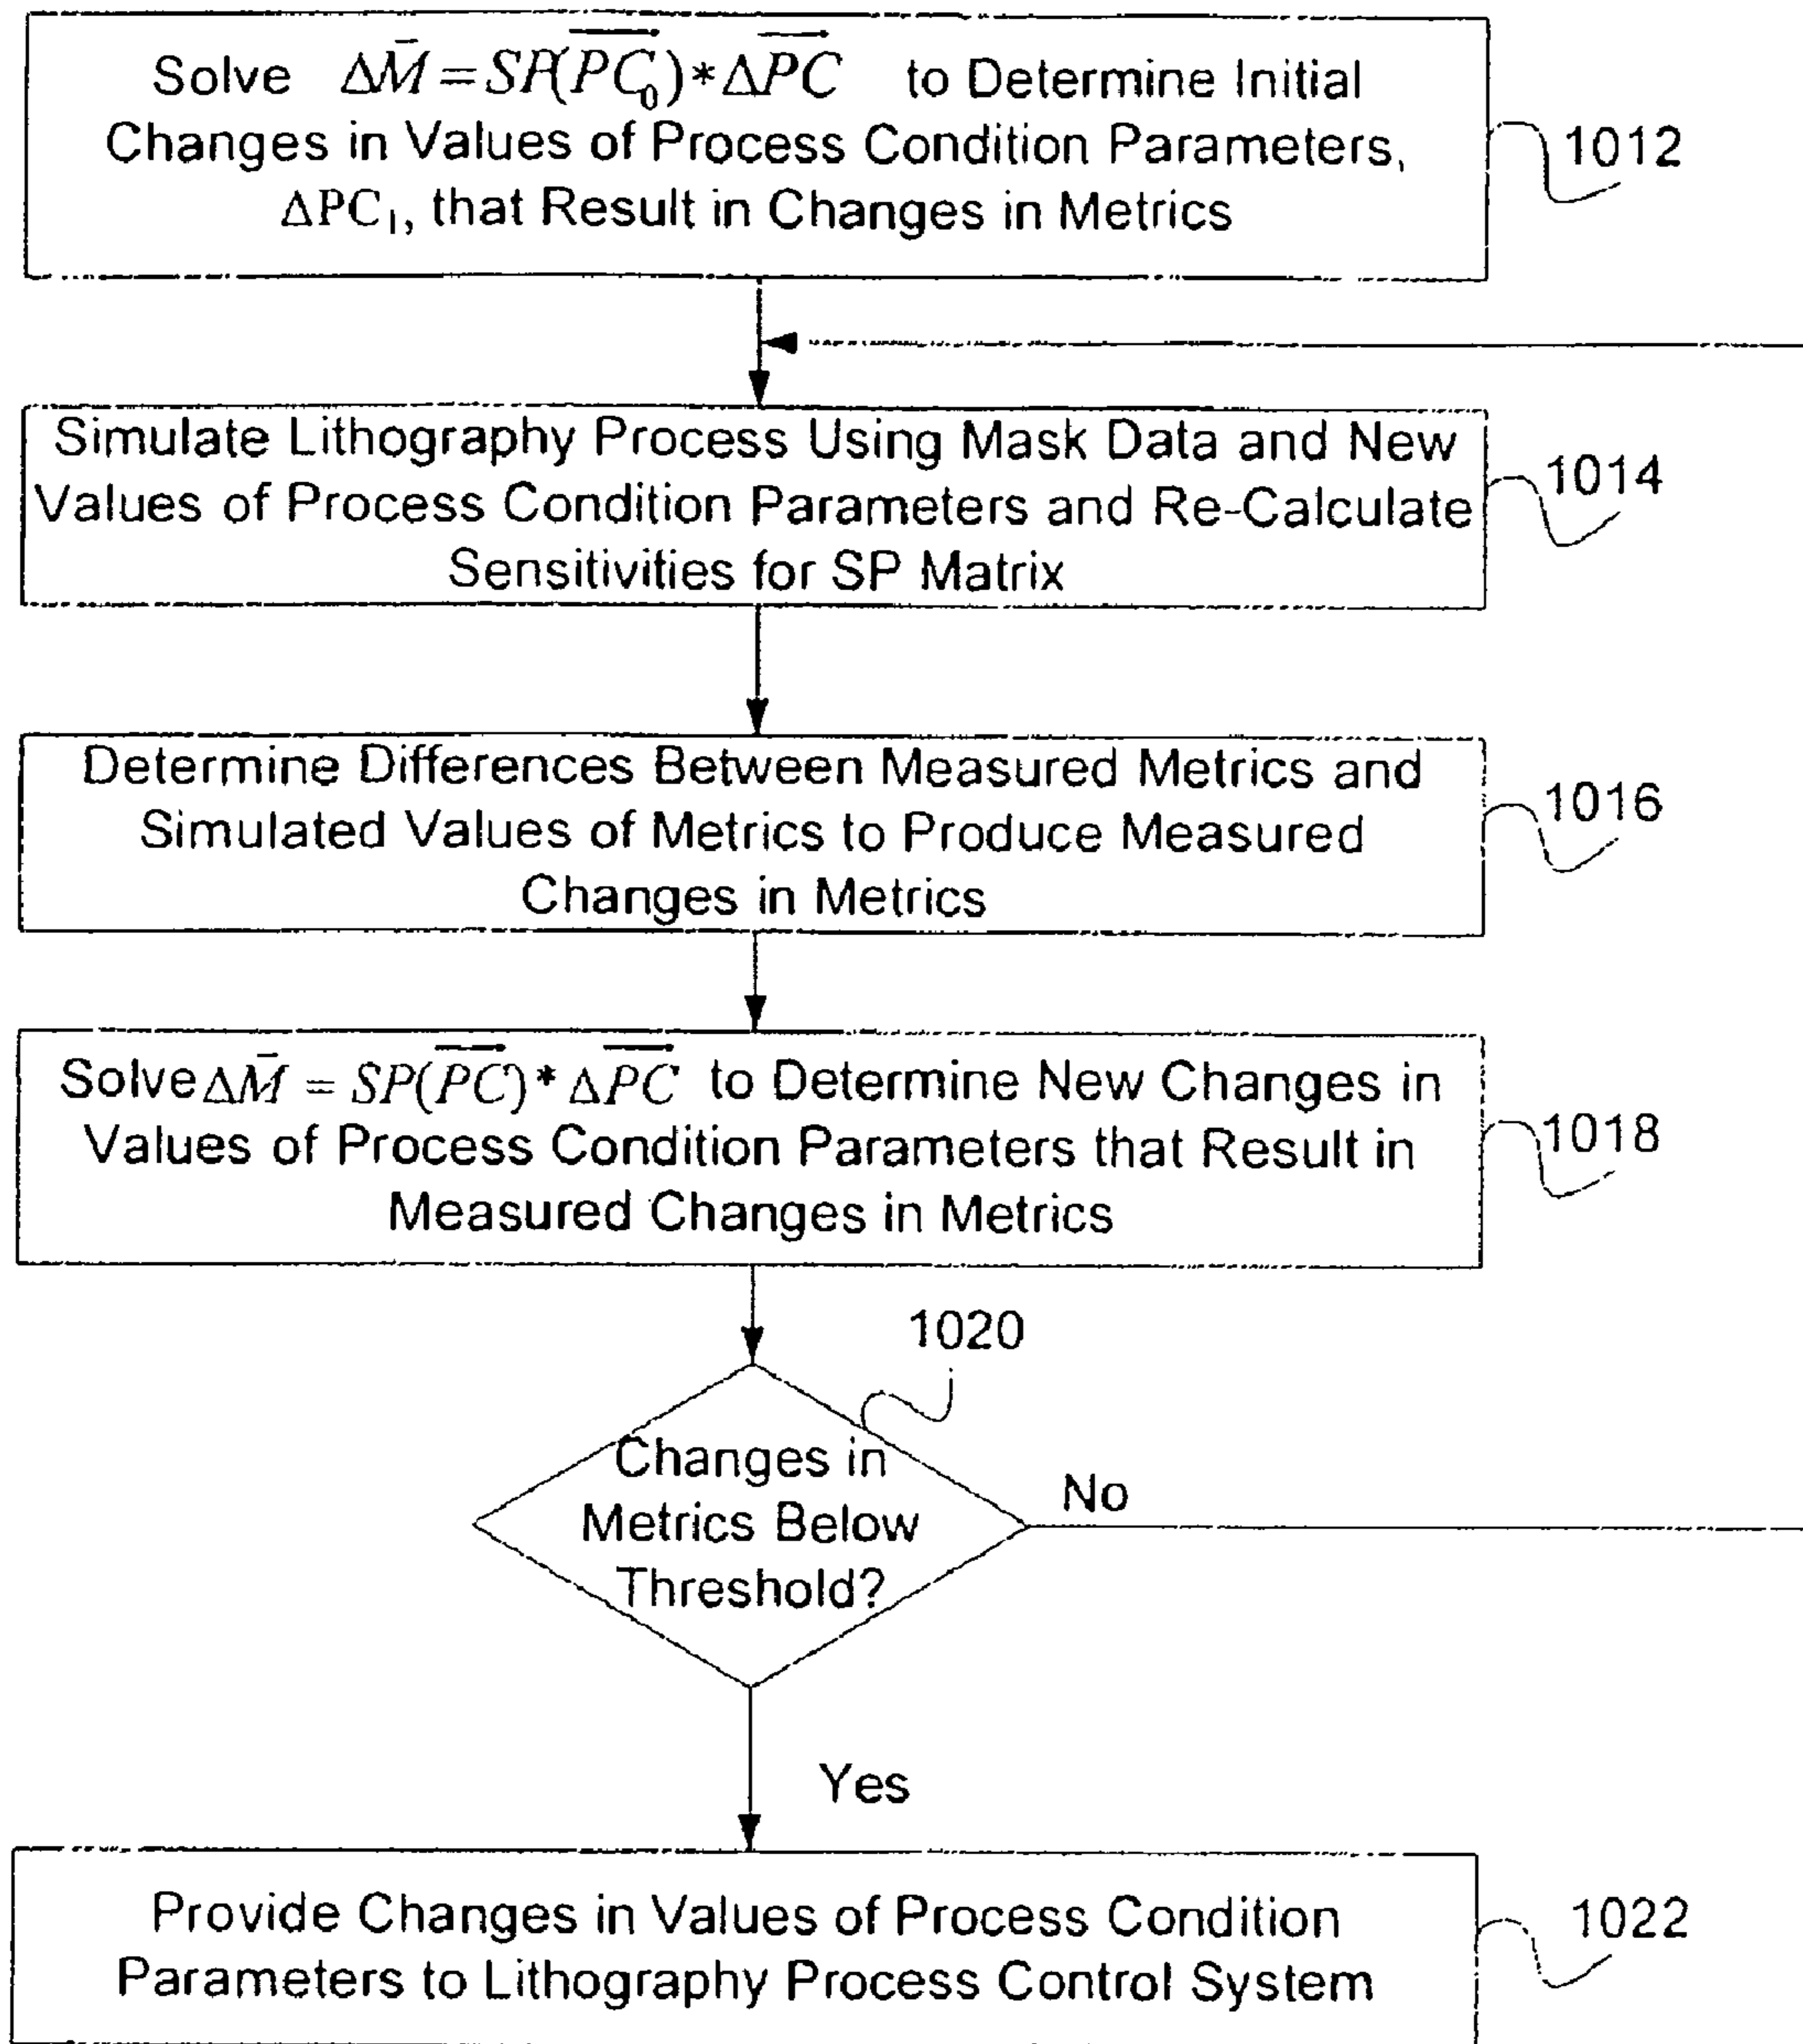 Solve ΔM̄ = SP(PC₀) * ΔPC to Determine Initial
Changes in Values of Process Condition Parameters,
ΔPC₁, that Result in Changes in Metrics
1012
Simulate Lithography Process Using Mask Data and New
Values of Process Condition Parameters and Re-Calculate
Sensitivities for SP Matrix
1014
Determine Differences Between Measured Metrics and
Simulated Values of Metrics to Produce Measured
Changes in Metrics
1016
Solve ΔM̄ = SP(PC) * ΔPC to Determine New Changes in
Values of Process Condition Parameters that Result in
Measured Changes in Metrics
1018
1020
Changes in
Metrics Below
Threshold?
No
Yes
Provide Changes in Values of Process Condition
Parameters to Lithography Process Control System
1022